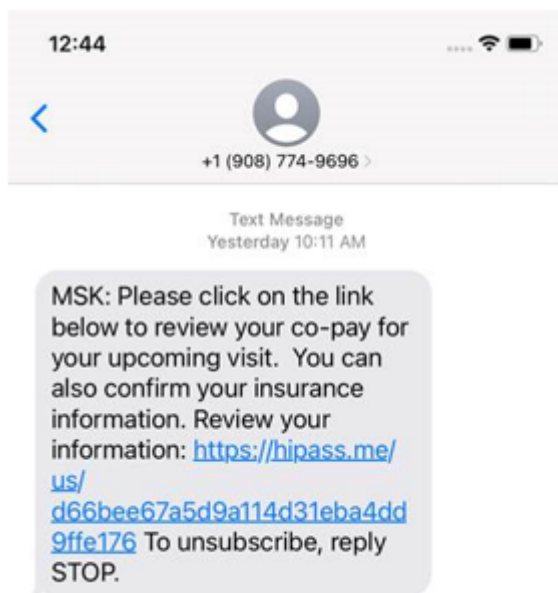 12:44
+1 (908) 774-9696 >
Text Message
Yesterday 10:11 AM
MSK: Please click on the link
below to review your co-pay for
your upcoming visit.  You can
also confirm your insurance
information. Review your
information: https://hipass.me/
us/
d66bee67a5d9a114d31eba4dd
9ffe176 To unsubscribe, reply
STOP.